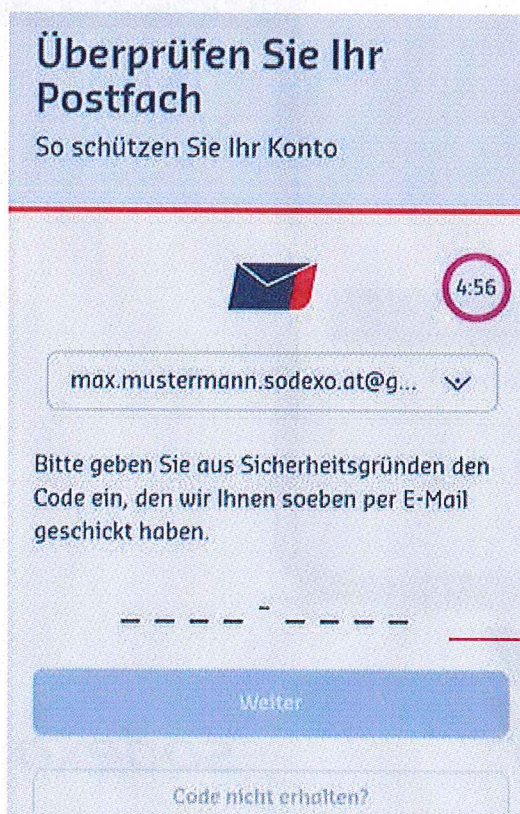 Überprüfen Sie Ihr
Postfach
So schützen Sie Ihr Konto
4:56
max.mustermann.sodexo.at@g...
Bitte geben Sie aus Sicherheitsgründen den
Code ein, den wir Ihnen soeben per E-Mail
geschickt haben.
_ _ _ _ - _ _ _ _
Weiter
Code nicht erhalten?